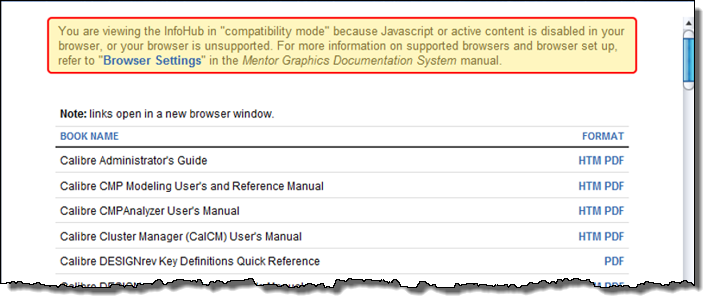 You are viewing the InfoHub in "compatibility mode" because Javascript or active content is disabled in your
browser, or your browser is unsupported. For more information on supported browsers and browser set up,
refer to "Browser Settings" in the Mentor Graphics Documentation System manual.
Note: links open in a new browser window.
BOOK NAME FORMAT
Calibre Administrator's Guide HTM PDF
Calibre CMP Modeling User's and Reference Manual HTM PDF
Calibre CMPAnalyzer User's Manual HTM PDF
Calibre Cluster Manager (CalCM) User's Manual HTM PDF
Calibre DESIGNrev Key Definitions Quick Reference PDF
Calibre